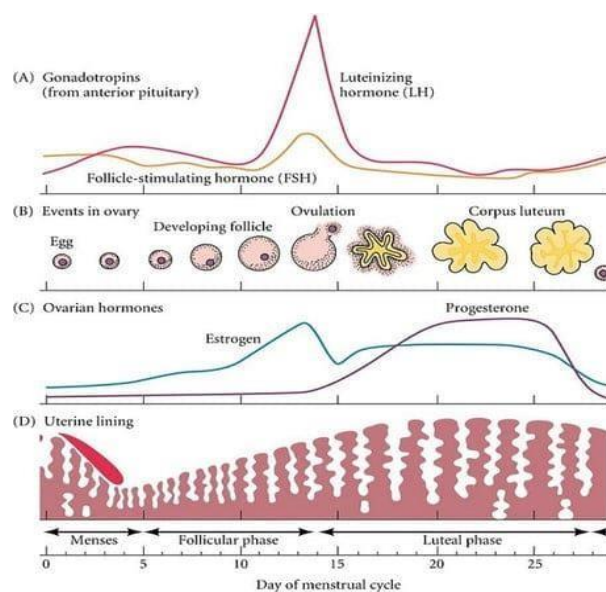 (A) Gonadotropins
(from anterior pituitary)
Luteinizing
hormone (LH)
Follicle-stimulating hormone (FSH)
(B) Events in ovary
Ovulation
Corpus luteum
Developing follicle
Egg
(C) Ovarian hormones
Progesterone
Estrogen
(D) Uterine lining
Menses
Follicular phase
Luteal phase
0 5 10 15 20 25
Day of menstrual cycle